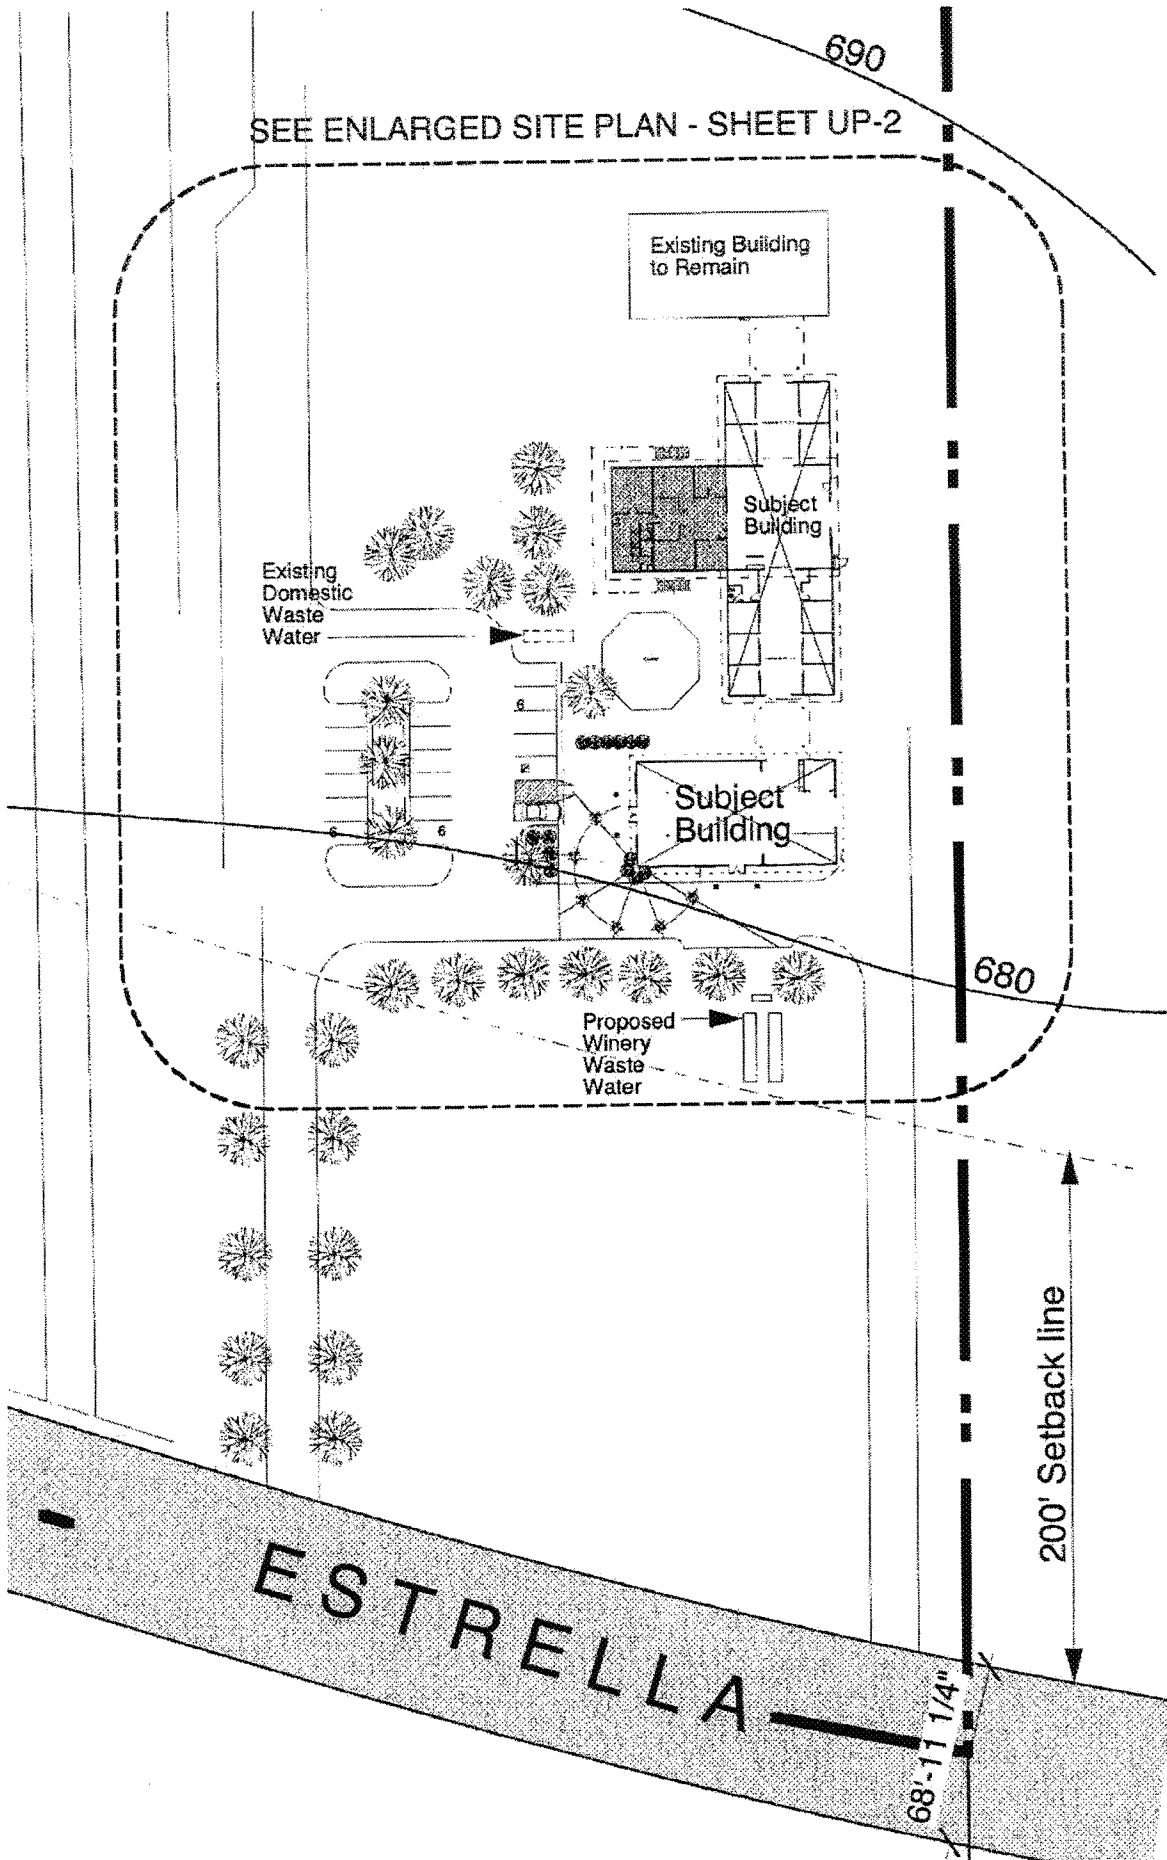 690
SEE ENLARGED SITE PLAN - SHEET UP-2
Existing Building
to Remain
Subject
Building
Existing
Domestic
Waste
Water
6
Subject
Building
6
6
680
Proposed
Winery
Waste
Water
200' Setback line
ESTRELLA
68'-11 1/4"